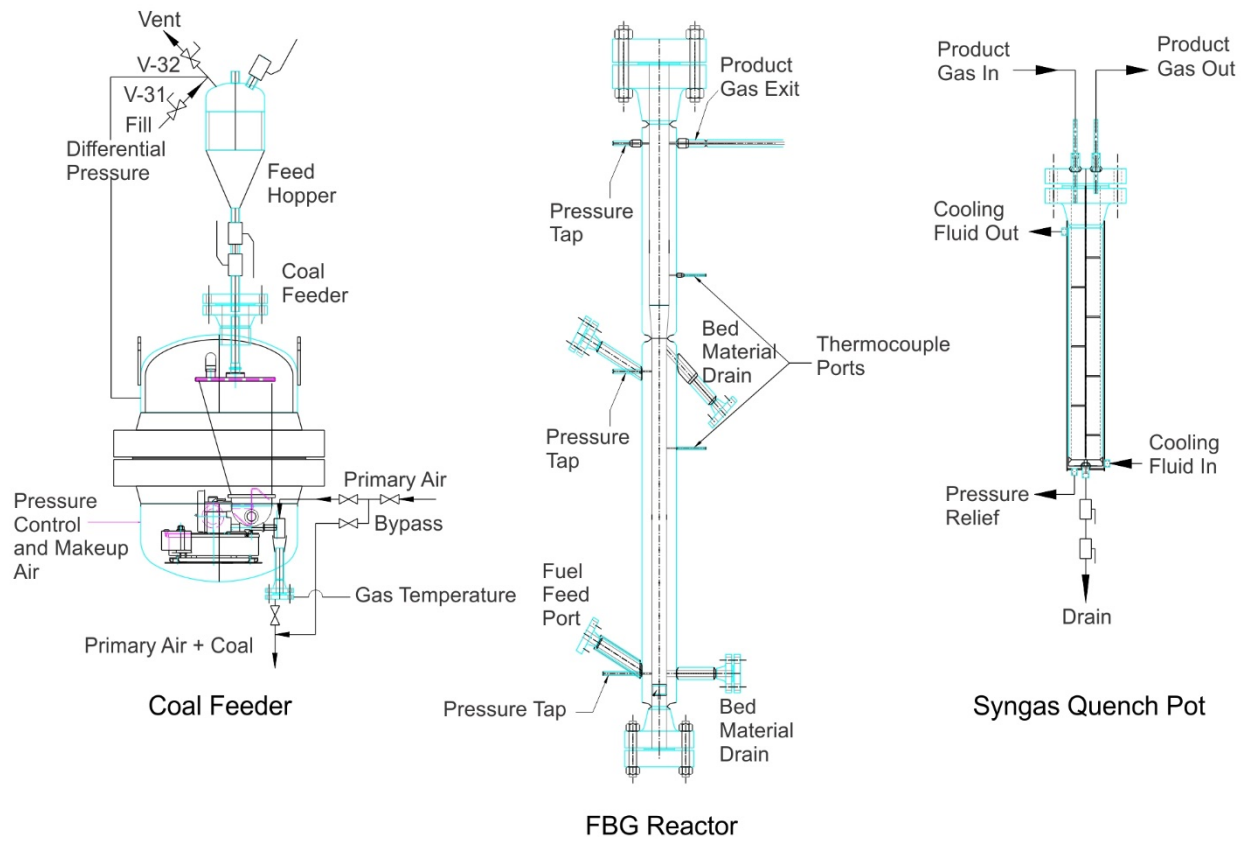 Vent
V-32
V-31
Fill
Differential
Pressure
Feed
Hopper
Coal
Feeder
Primary Air
Bypass
Pressure
Control
and Makeup
Air
Gas Temperature
Primary Air + Coal
Coal Feeder
Product
Gas Exit
Pressure
Tap
Bed
Material
Drain
Thermocouple
Ports
Pressure
Tap
Fuel
Feed
Port
Pressure Tap
Bed
Material
Drain
FBG Reactor
Product
Gas In
Product
Gas Out
Cooling
Fluid Out
Cooling
Fluid In
Pressure
Relief
Drain
Syngas Quench Pot